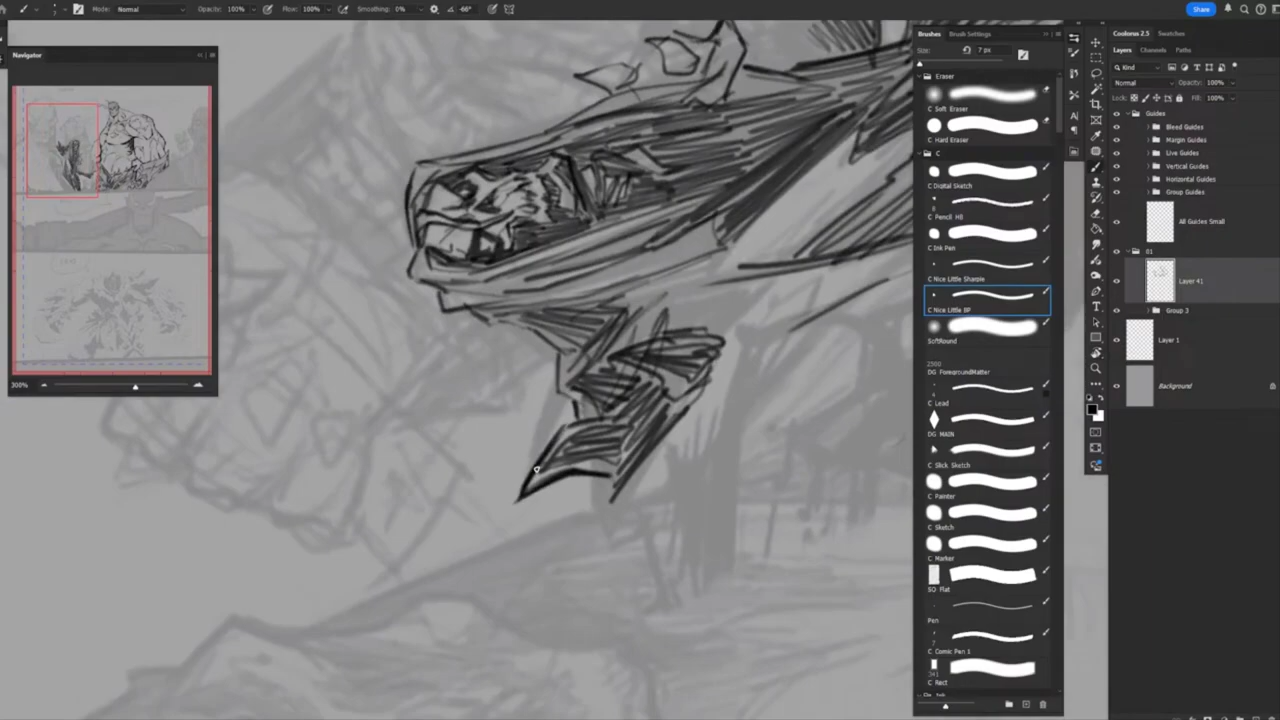 Mode: Normal Opacity: 100% Flow: 100% Smoothing: 0% -66° Share
Navigator
300%
Brushes Brush Settings
Size: 7 px
Eraser
C Soft Eraser
C Hard Eraser
C
C Digital Sketch
C Pencil HB
C Ink Pen
C Nice Little Sharpie
C Nice Little BP
SoftRound
2500
DG ForegroundMatter
C Lead
DG MAIN
C Slick Sketch
C Painter
C Sketch
C Marker
SO Flat
Pen
C Comic Pen 1
341
C Rect
Coolorus 2.5 Swatches
Layers Channels Paths
Kind
Normal Opacity: 100%
Lock: Fill: 100%
Guides
Bleed Guides
Margin Guides
Live Guides
Vertical Guides
Horizontal Guides
Group Guides
All Guides Small
01
Layer 41
Group 3
Layer 1
Background